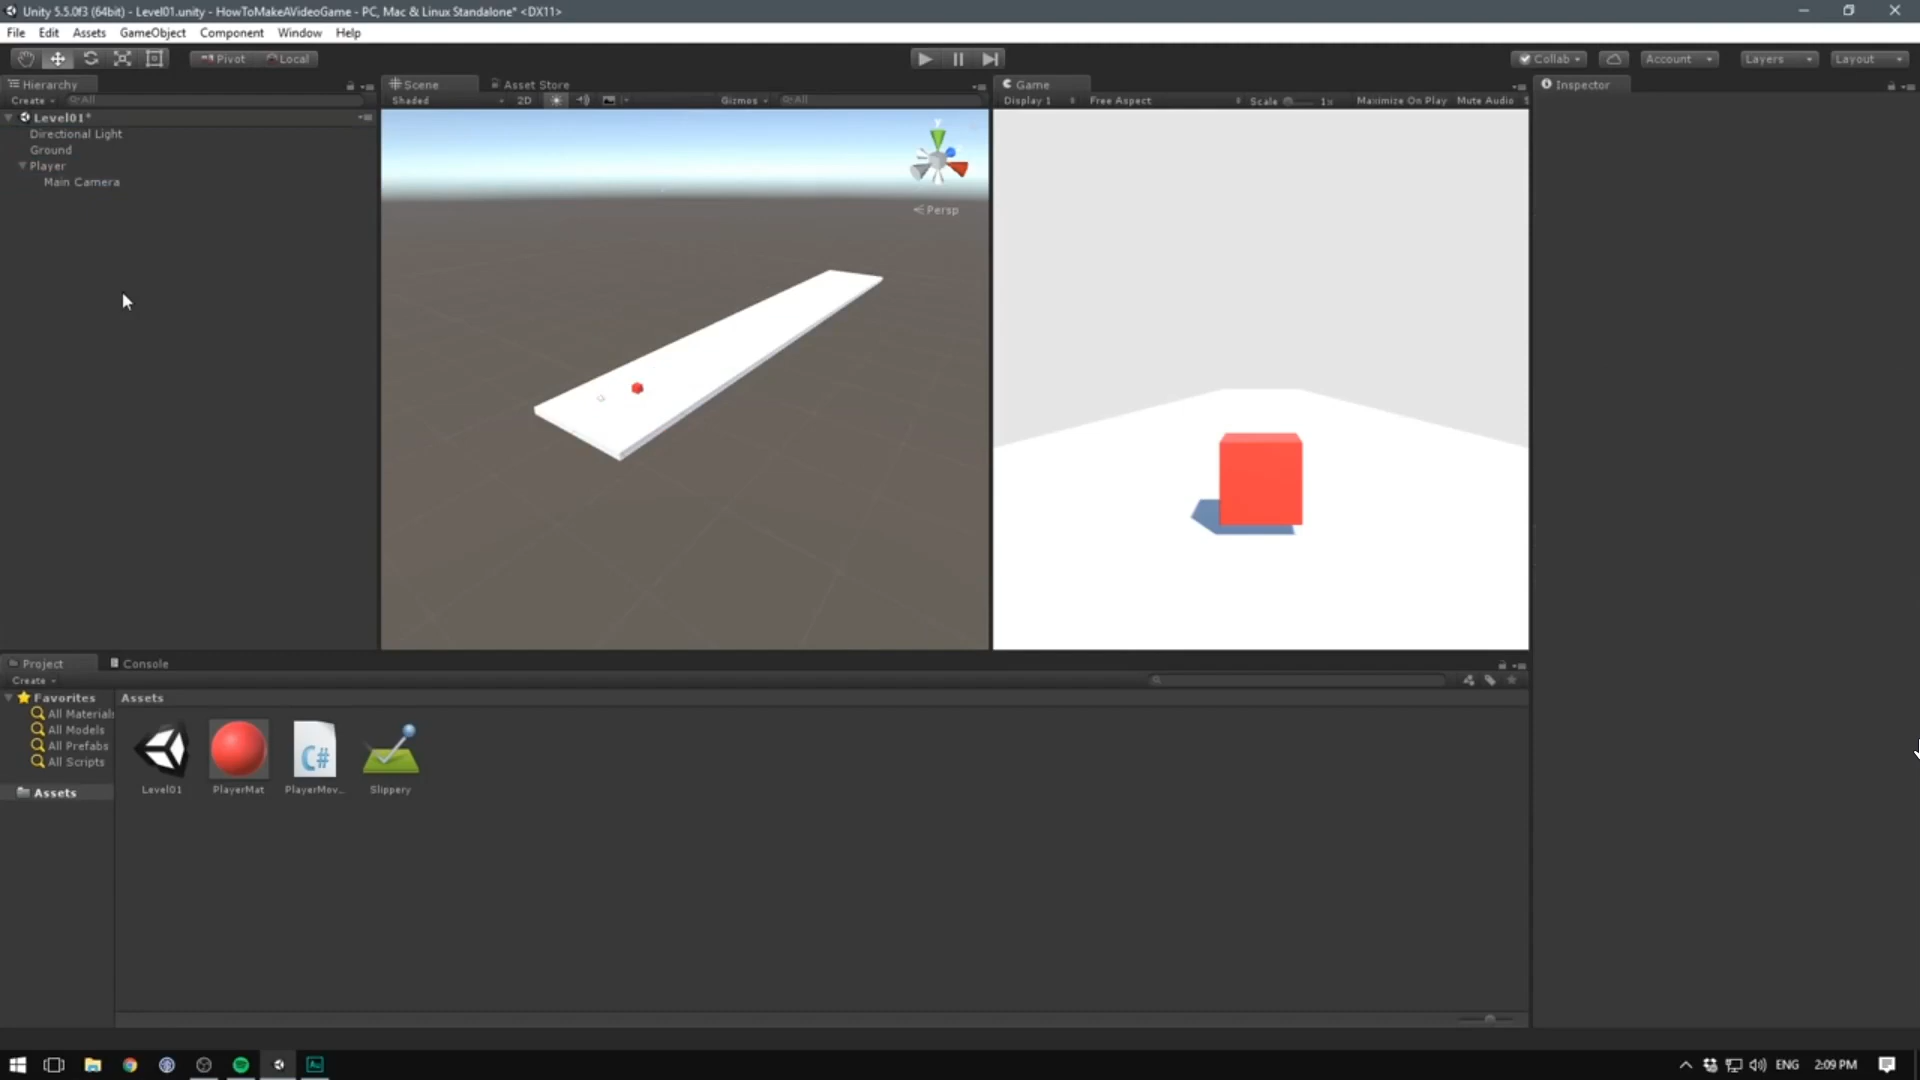 Unity 5.5.0f3 (64bit) - Level01.unity - HowToMakeAVideoGame - PC, Mac & Linux Standalone* <DX11>
File Edit Assets GameObject Component Window Help
Pivot Local Collab Account Layers Layout
Hierarchy Scene Asset Store Game Inspector
Create All Shaded 2D Gizmos All Display 1 Free Aspect Scale 1x Maximize On Play Mute Audio
Level01*
Directional Light
Ground
Player
Main Camera
y
Persp
Project Console
Create
Favorites Assets
All Materials
All Models
All Prefabs
All Scripts
Assets
C#
Level01 PlayerMat PlayerMov... Slippery
Au ENG 2:09 PM